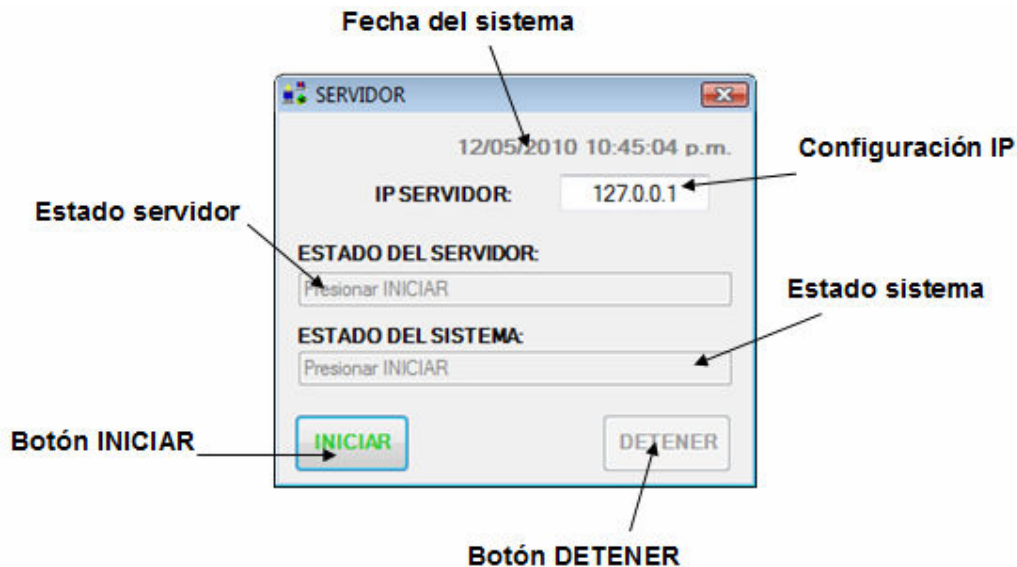 Fecha del sistema
SERVIDOR
12/05/2010 10:45:04 p.m.
Configuración IP
IP SERVIDOR:
127.0.0.1
Estado servidor
ESTADO DEL SERVIDOR:
Presionar INICIAR
Estado sistema
ESTADO DEL SISTEMA:
Presionar INICIAR
Botón INICIAR
INICIAR
DETENER
Botón DETENER